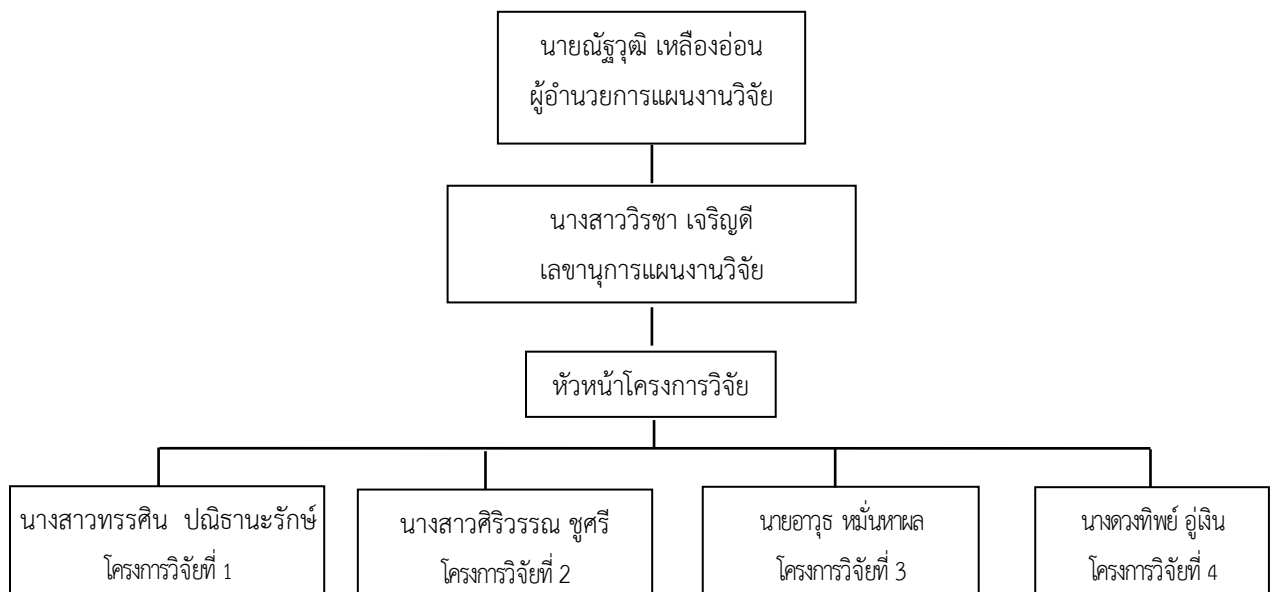 นายณัฐวุฒิ เหลืองอ่อน
ผู้อำนวยการแผนงานวิจัย
นางสาววิรชา เจริญดี
เลขานุการแผนงานวิจัย
หัวหน้าโครงการวิจัย
นางสาวทรรศิน ปณิธานะรักษ์
โครงการวิจัยที่ 1
นางสาวศิริวรรณ ชูศรี
โครงการวิจัยที่ 2
นายอาวุธ หมั่นหาผล
โครงการวิจัยที่ 3
นางดวงทิพย์ อู่เงิน
โครงการวิจัยที่ 4